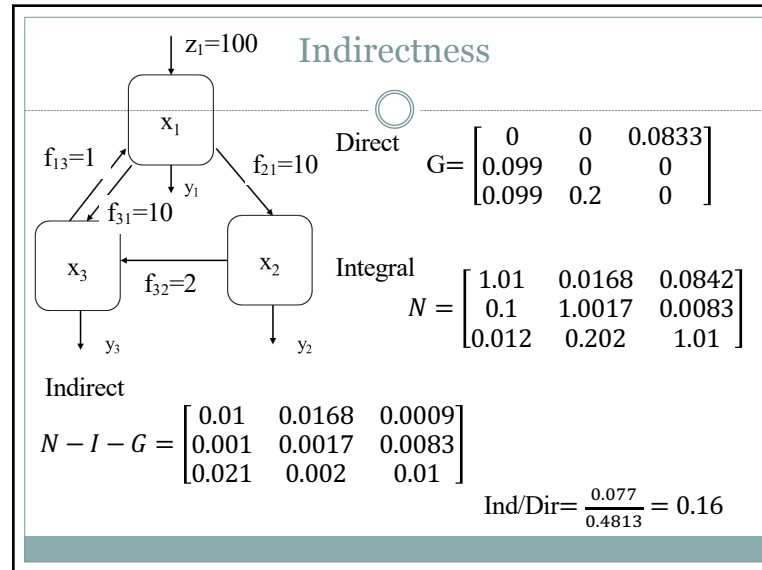 Indirectness
z₁=100
x₁
y₁
f₁₃=1
f₃₁=10
f₂₁=10
x₃
f₃₂=2
x₂
y₃
y₂
Direct
G= [0 0 0.0833]
[0.099 0 0]
[0.099 0.2 0]
Integral
N = [1.01 0.0168 0.0842]
[0.1 1.0017 0.0083]
[0.012 0.202 1.01]
Indirect
N − I − G = [0.01 0.0168 0.0009]
[0.001 0.0017 0.0083]
[0.021 0.002 0.01]
Ind/Dir= 0.077/0.4813 = 0.16